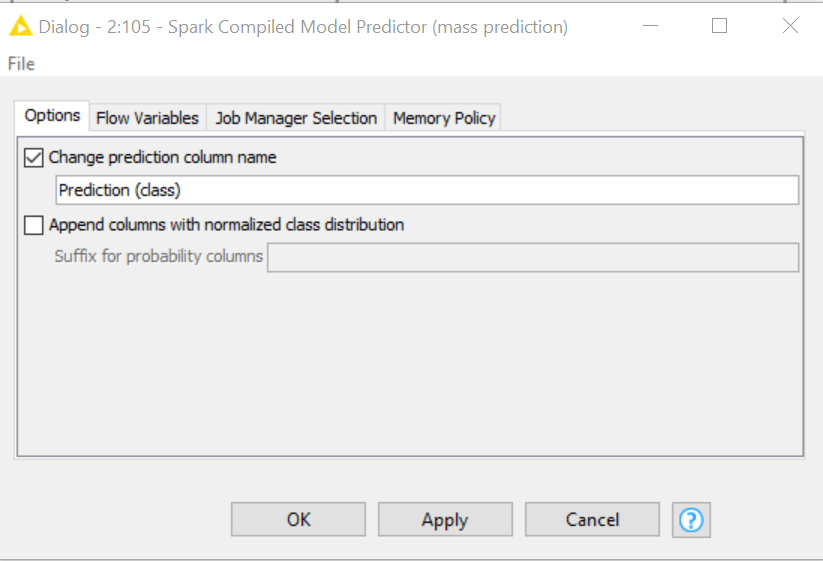 Dialog - 2:105 - Spark Compiled Model Predictor (mass prediction)
File
Options Flow Variables Job Manager Selection Memory Policy
Change prediction column name
Prediction (class)
Append columns with normalized class distribution
Suffix for probability columns
OK Apply Cancel ?